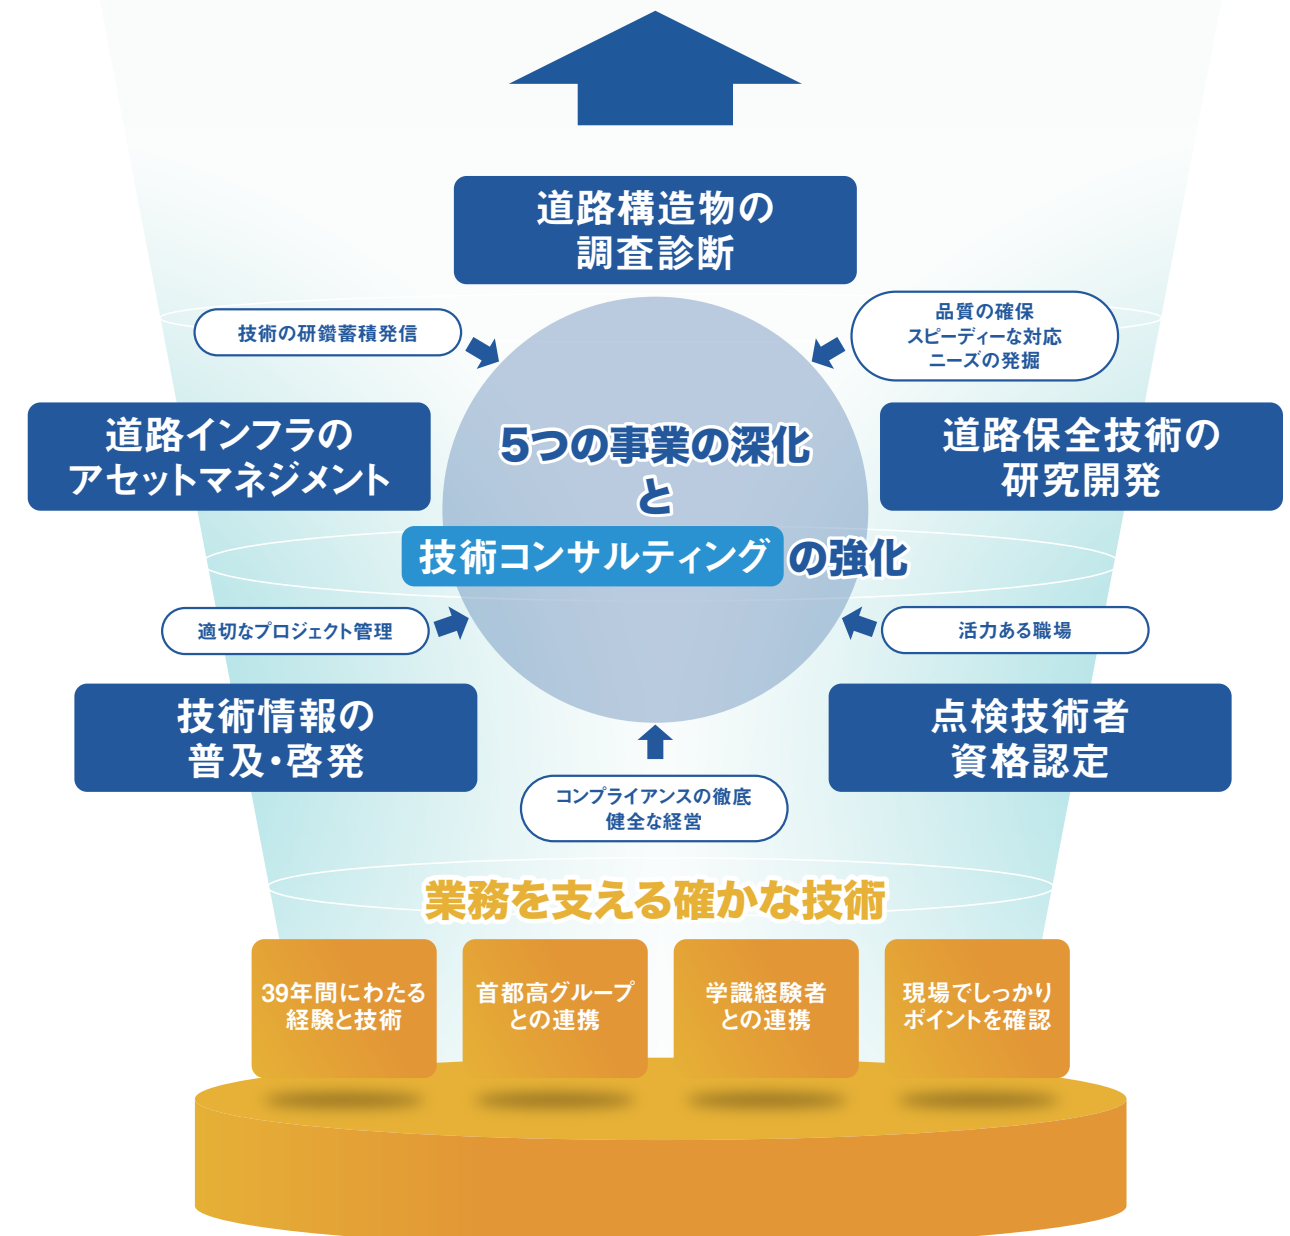 道路構造物の
調査診断
技術の研鑽蓄積発信
品質の確保
スピーディーな対応
ニーズの発掘
道路インフラの
アセットマネジメント
5つの事業の深化
と
技術コンサルティングの強化
道路保全技術の
研究開発
適切なプロジェクト管理
活力ある職場
技術情報の
普及・啓発
点検技術者
資格認定
コンプライアンスの徹底
健全な経営
業務を支える確かな技術
39年間にわたる
経験と技術
首都高グループ
との連携
学識経験者
との連携
現場でしっかり
ポイントを確認